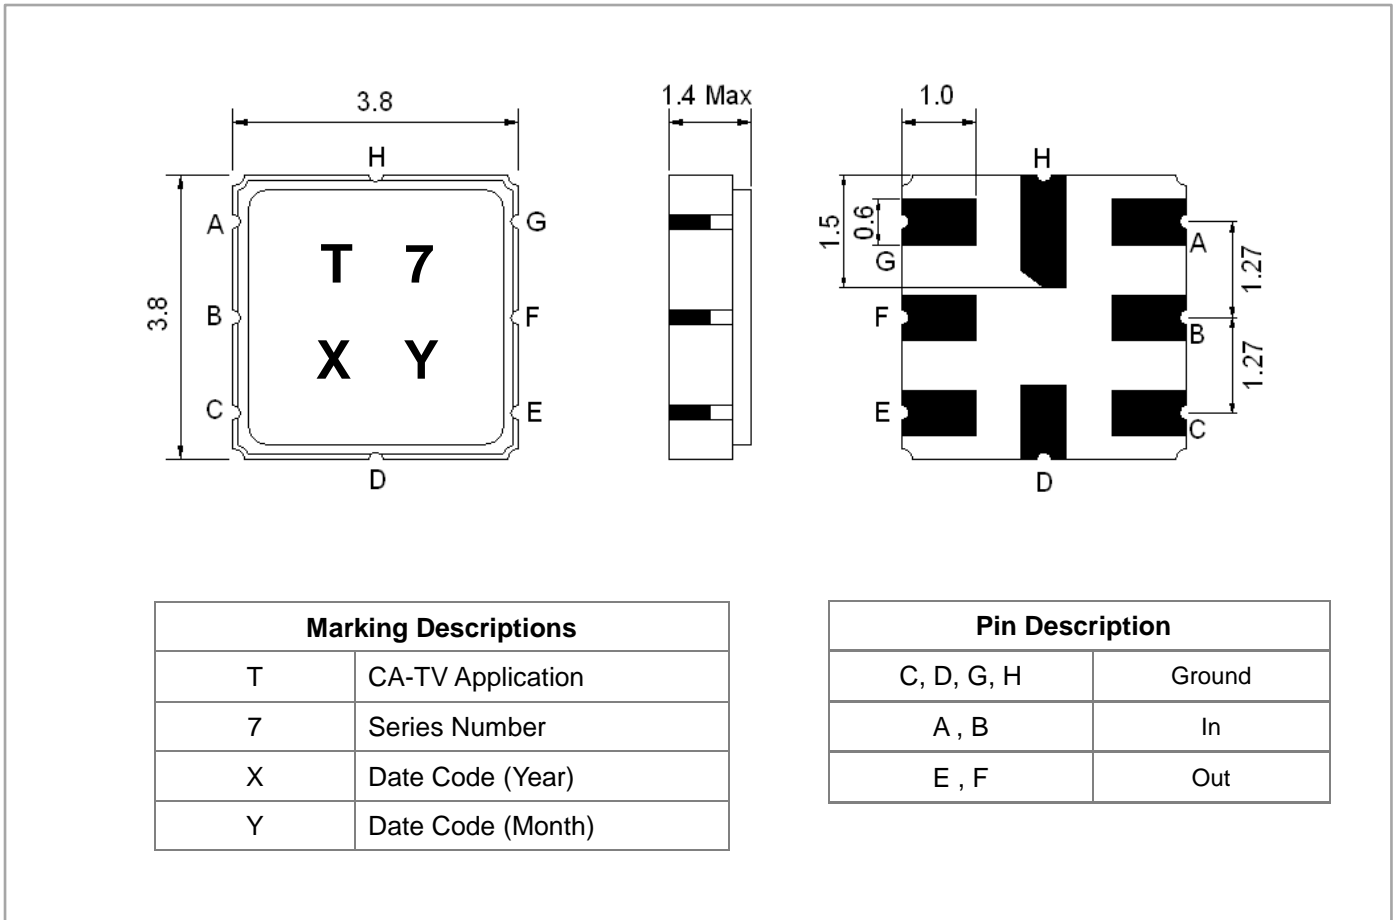 3.8
1.4 Max
1.0
H
H
A
G
T 7
1.5
0.6
G
A
1.27
3.8
B
F
F
B
X Y
1.27
C
E
E
C
D
D
Marking Descriptions
T CA-TV Application
7 Series Number
X Date Code (Year)
Y Date Code (Month)
Pin Description
C, D, G, H Ground
A , B In
E , F Out